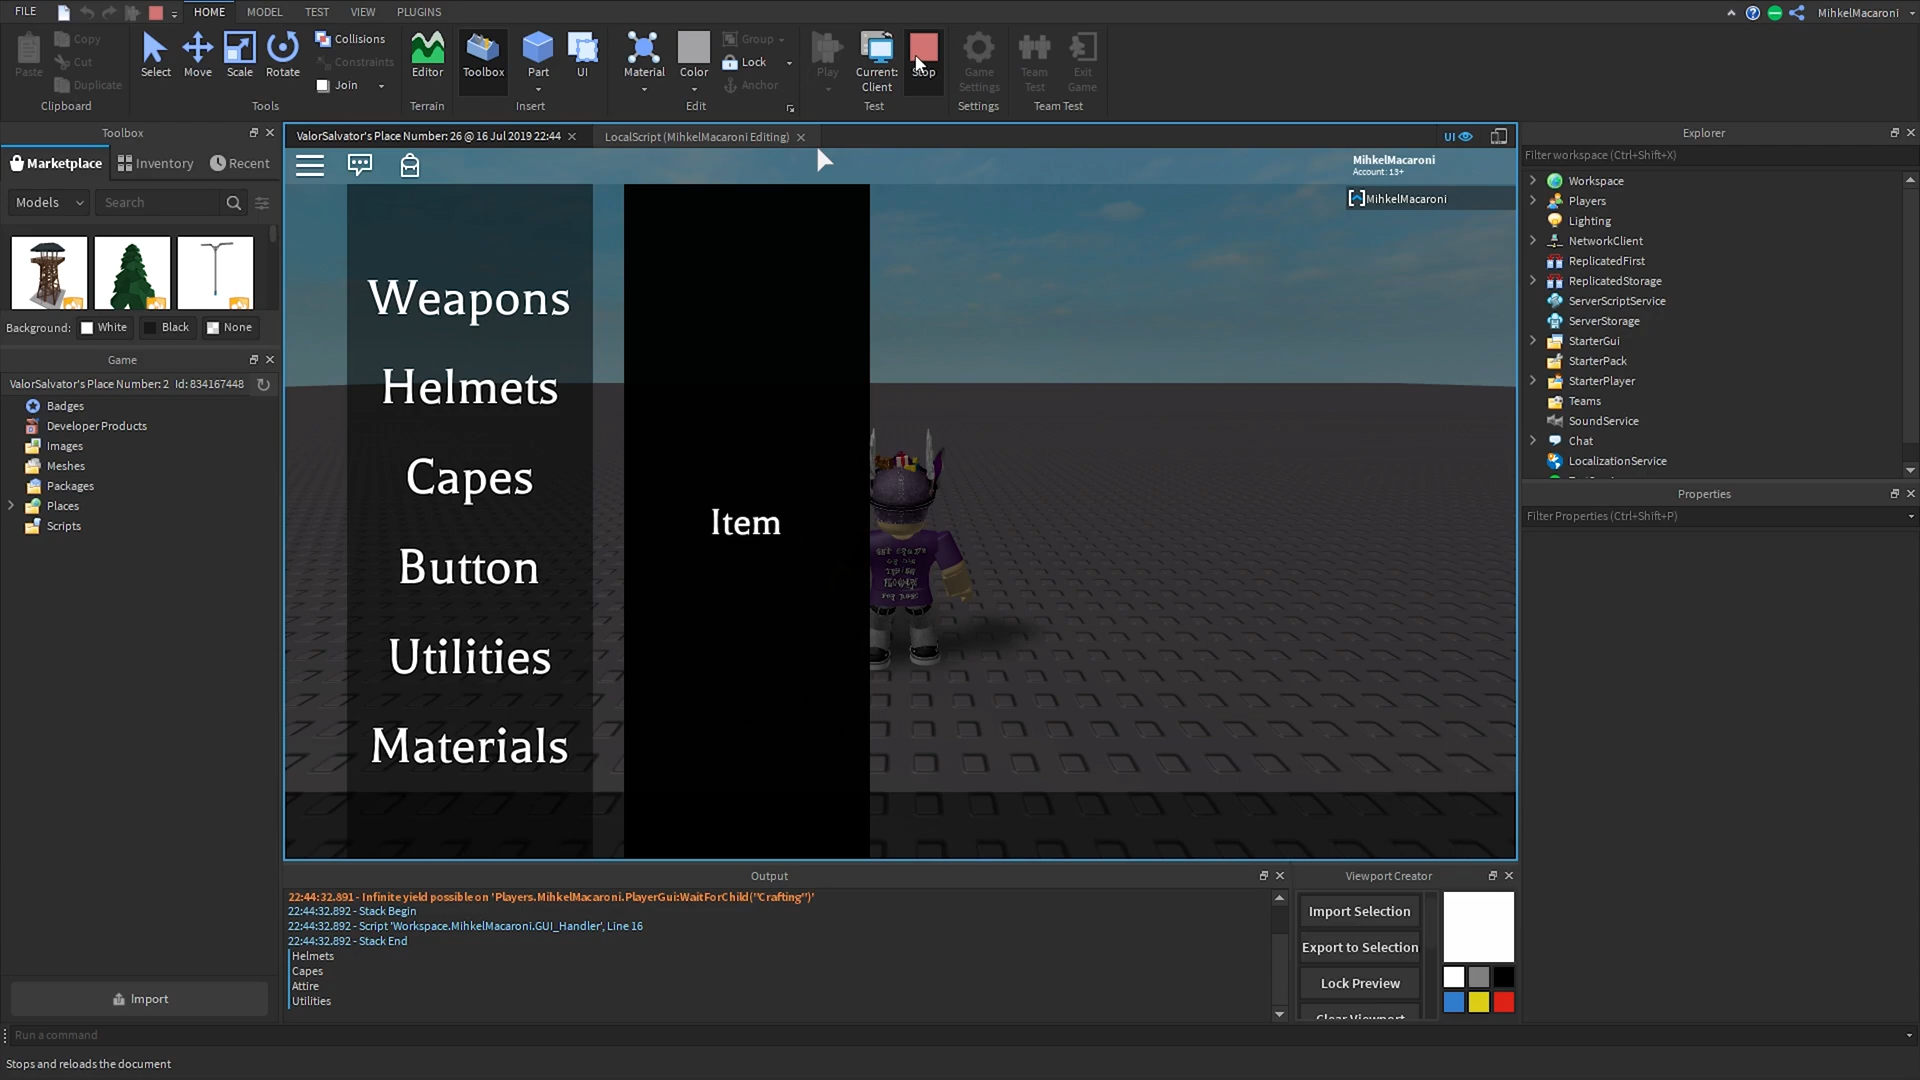 FILE
HOME
MODEL
TEST
VIEW
PLUGINS
MihkelMacaroni
Paste
Copy
Cut
Duplicate
Clipboard
Select
Move
Scale
Rotate
Collisions
Constraints
Join
Tools
Editor
Terrain
Toolbox
Part
UI
Insert
Material
Color
Group
Lock
Anchor
Edit
Play
Current:
Client
Stop
Test
Game
Settings
Settings
Team
Test
Exit
Game
Team Test
Toolbox
Marketplace
Inventory
Recent
Models
Search
Background:
White
Black
None
Game
ValorSalvator's Place Number: 2 Id: 834167448
Badges
Developer Products
Images
Meshes
Packages
Places
Scripts
Import
ValorSalvator's Place Number: 26 @ 16 Jul 2019 22:44
LocalScript (MihkelMacaroni Editing)
UI
MihkelMacaroni
Account: 13+
MihkelMacaroni
Weapons
Helmets
Capes
Button
Utilities
Materials
Item
Output
22:44:32.891 - Infinite yield possible on 'Players.MihkelMacaroni.PlayerGui:WaitForChild("Crafting")'
22:44:32.892 - Stack Begin
22:44:32.892 - Script 'Workspace.MihkelMacaroni.GUI_Handler', Line 16
22:44:32.892 - Stack End
Helmets
Capes
Attire
Utilities
Viewport Creator
Import Selection
Export to Selection
Lock Preview
Clear Viewport
Explorer
Filter workspace (Ctrl+Shift+X)
Workspace
Players
Lighting
NetworkClient
ReplicatedFirst
ReplicatedStorage
ServerScriptService
ServerStorage
StarterGui
StarterPack
StarterPlayer
Teams
SoundService
Chat
LocalizationService
Properties
Filter Properties (Ctrl+Shift+P)
Run a command
Stops and reloads the document